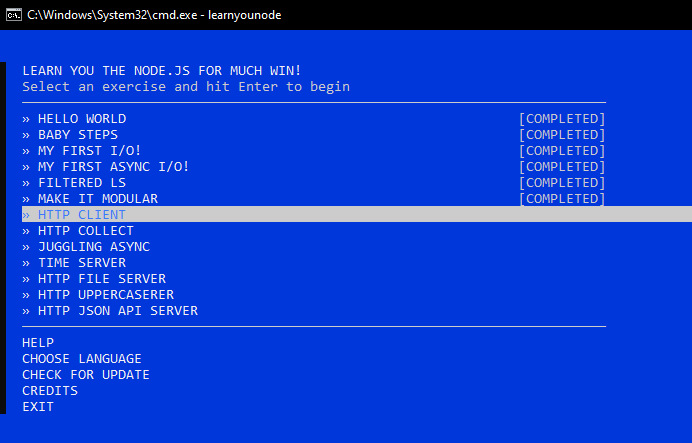 C:\Windows\System32\cmd.exe - learnyounode
LEARN YOU THE NODE.JS FOR MUCH WIN!
Select an exercise and hit Enter to begin
» HELLO WORLD [COMPLETED]
» BABY STEPS [COMPLETED]
» MY FIRST I/O! [COMPLETED]
» MY FIRST ASYNC I/O! [COMPLETED]
» FILTERED LS [COMPLETED]
» MAKE IT MODULAR [COMPLETED]
» HTTP CLIENT
» HTTP COLLECT
» JUGGLING ASYNC
» TIME SERVER
» HTTP FILE SERVER
» HTTP UPPERCASERER
» HTTP JSON API SERVER
HELP
CHOOSE LANGUAGE
CHECK FOR UPDATE
CREDITS
EXIT